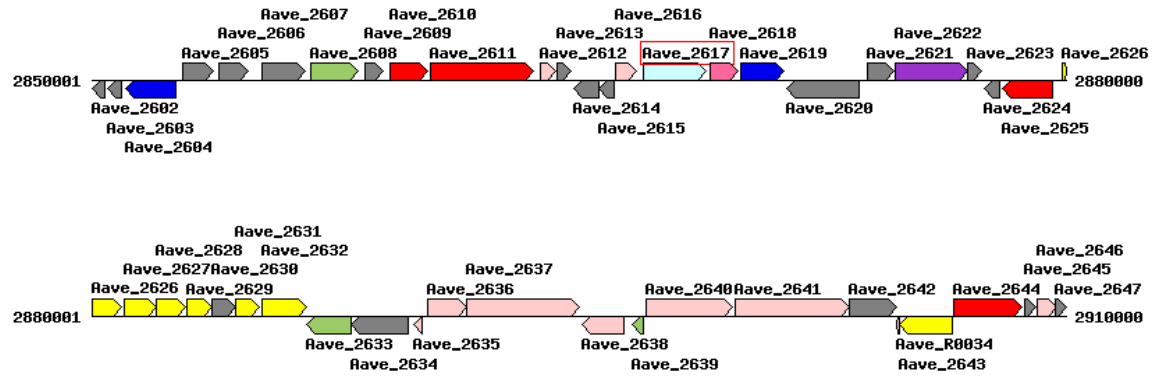 Aave_2607 Aave_2610 Aave_2616
Aave_2606 Aave_2609 Aave_2613 Aave_2618 Aave_2622
Aave_2605 Aave_2608 Aave_2611 Aave_2612 Aave_2617 Aave_2619 Aave_2621 Aave_2623 Aave_2626
2850001 2880000
Aave_2602 Aave_2614 Aave_2620 Aave_2624
Aave_2603 Aave_2615 Aave_2625
Aave_2604
Aave_2631
Aave_2628 Aave_2632 Aave_2637 Aave_2646
Aave_2627 Aave_2630 Aave_2645
Aave_2626 Aave_2629 Aave_2636 Aave_2640 Aave_2641 Aave_2642 Aave_2644 Aave_2647
2880001 2910000
Aave_2633 Aave_2635 Aave_2638 Aave_R0034
Aave_2634 Aave_2639 Aave_2643